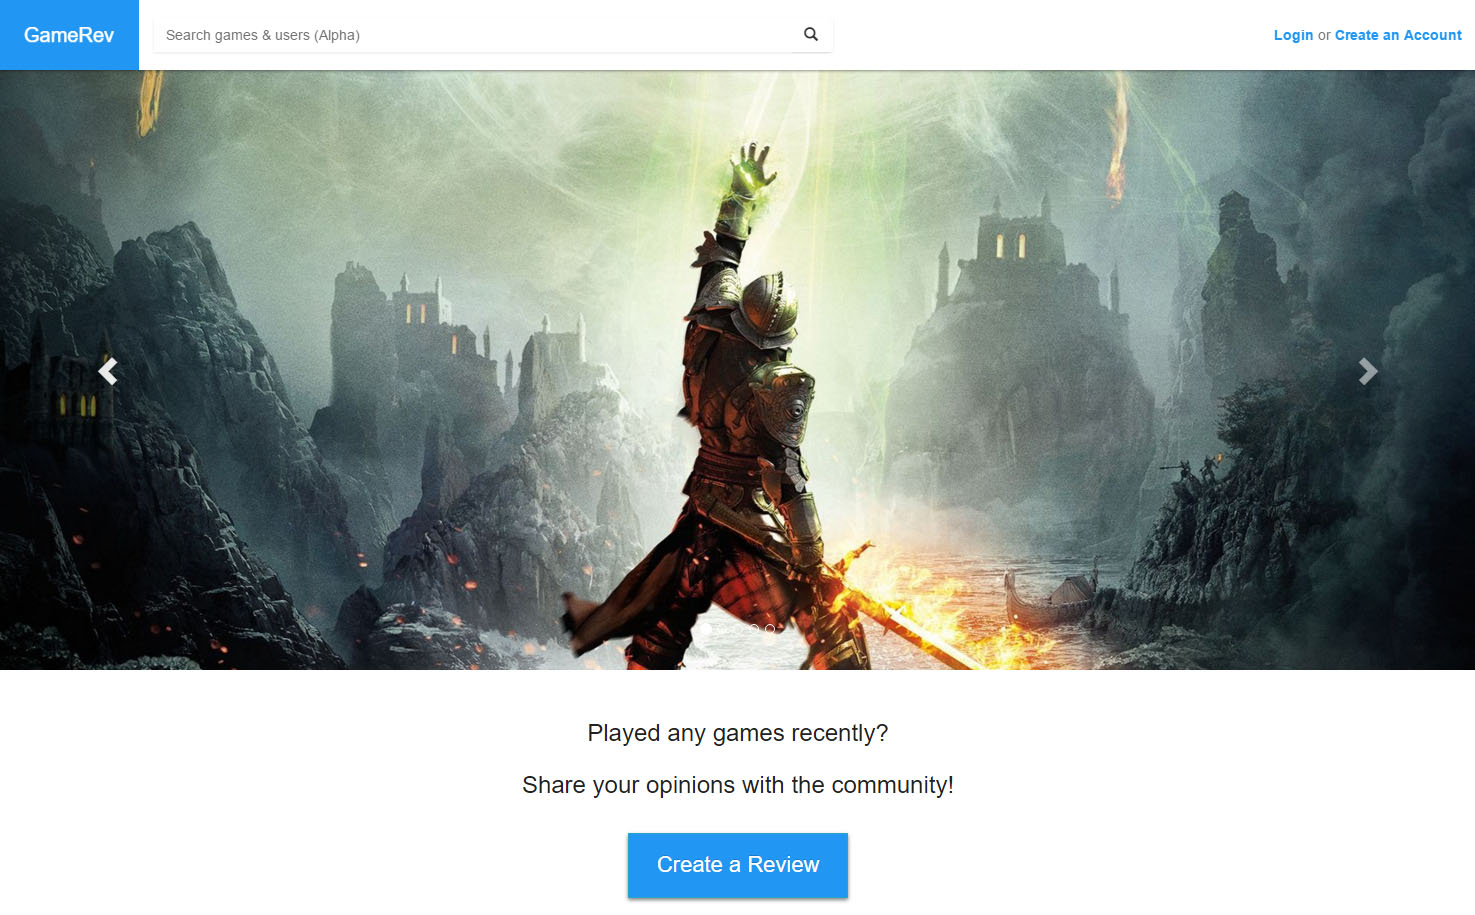 GameRev
Search games & users (Alpha)
Login or Create an Account
Played any games recently?
Share your opinions with the community!
Create a Review